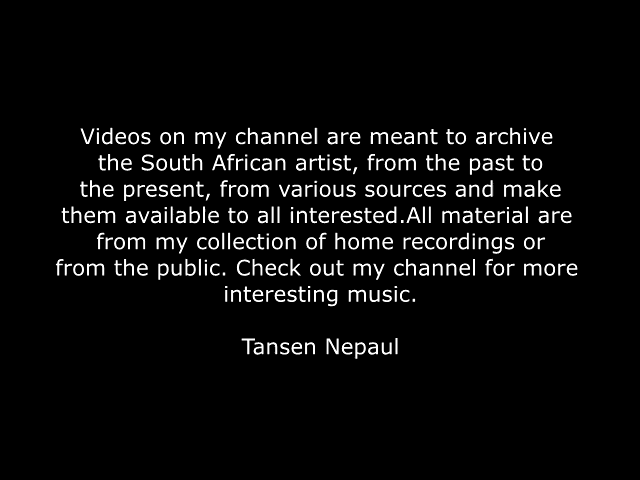 Videos on my channel are meant to archive
the South African artist, from the past to
the present, from various sources and make
them available to all interested.All material are
from my collection of home recordings or
from the public. Check out my channel for more
interesting music.
Tansen Nepaul